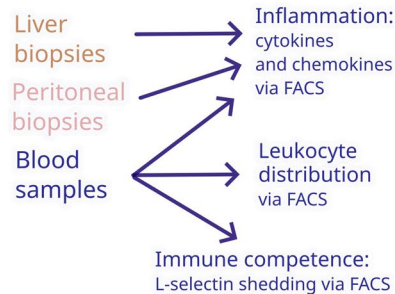 Liver
biopsies
Peritoneal
biopsies
Blood
samples
Inflammation:
cytokines
and chemokines
via FACS
Leukocyte
distribution
via FACS
Immune competence:
L-selectin shedding via FACS